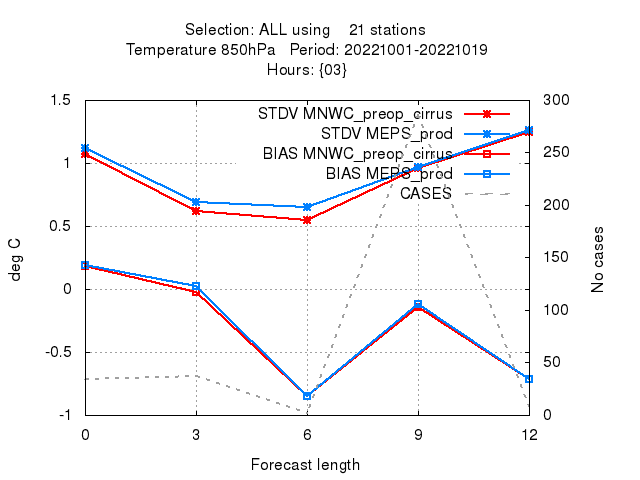 Selection: ALL using    21 stations
Temperature 850hPa   Period: 20221001-20221019
Hours: {03}
STDV MNWC_preop_cirrus
STDV MEPS_prod
BIAS MNWC_preop_cirrus
BIAS MEPS_prod
CASES
1.5
1
0.5
0
-0.5
-1
deg C
300
250
200
150
100
50
0
No cases
0 3 6 9 12
Forecast length